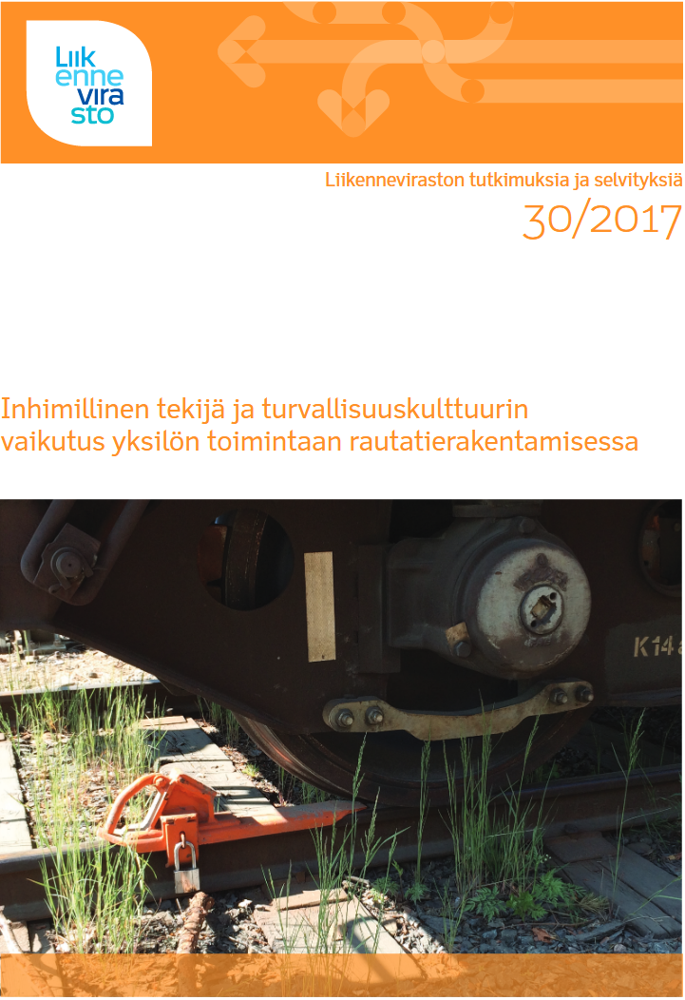 Liik
enne
vira
sto
Liikenneviraston tutkimuksia ja selvityksiä
30/2017
Inhimillinen tekijä ja turvallisuuskulttuurin
vaikutus yksilön toimintaan rautatierakentamisessa
K14